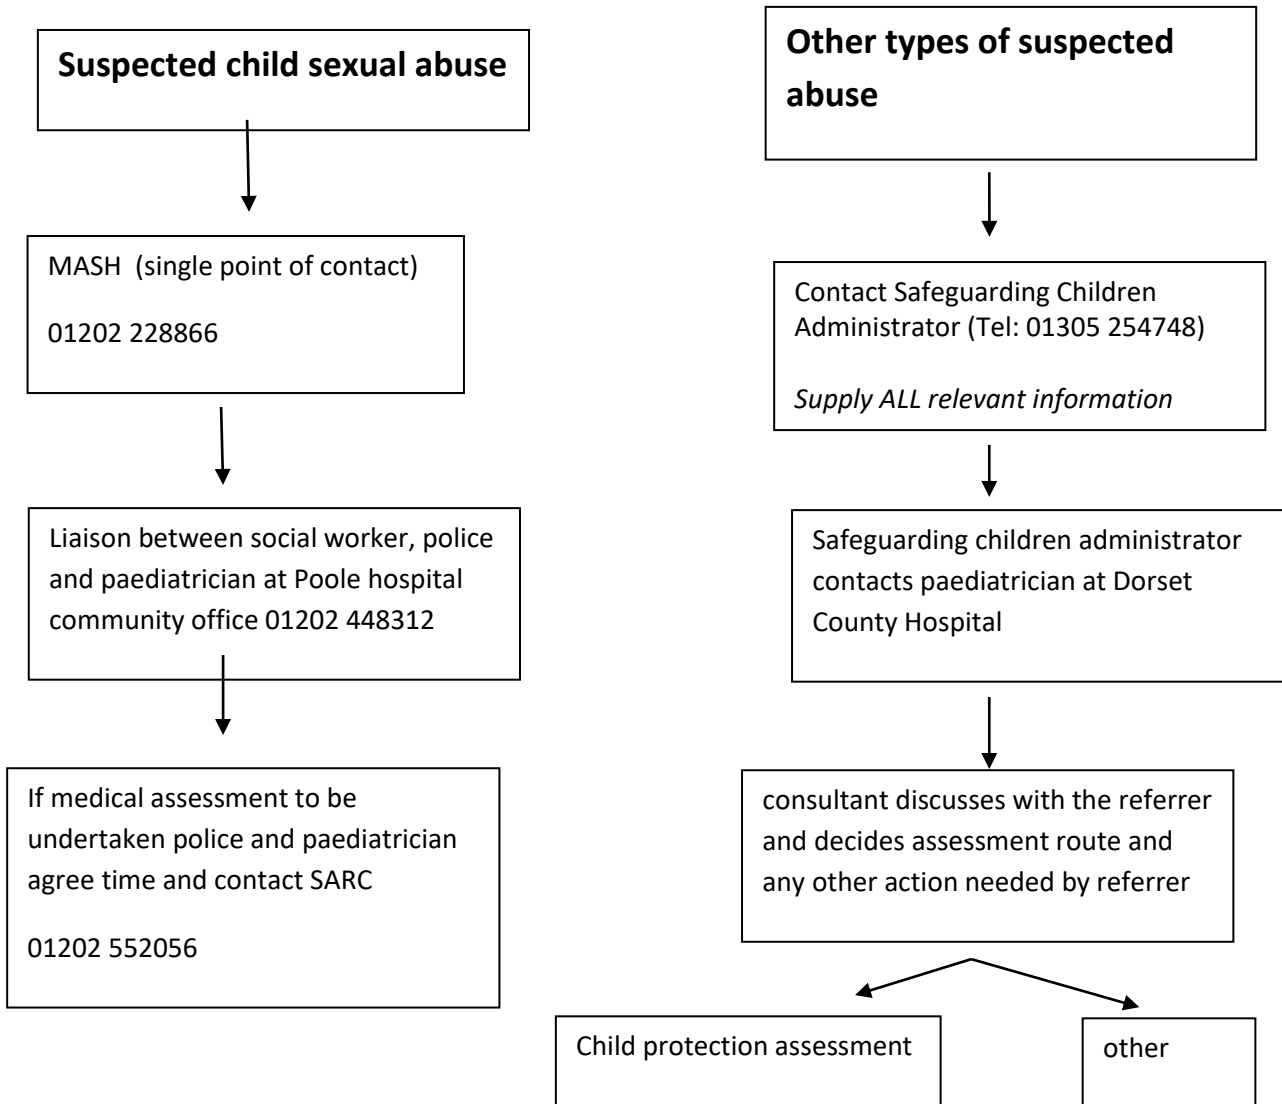 Suspected child sexual abuse
MASH (single point of contact)
01202 228866
Liaison between social worker, police
and paediatrician at Poole hospital
community office 01202 448312
If medical assessment to be
undertaken police and paediatrician
agree time and contact SARC
01202 552056
Other types of suspected
abuse
Contact Safeguarding Children
Administrator (Tel: 01305 254748)
Supply ALL relevant information
Safeguarding children administrator
contacts paediatrician at Dorset
County Hospital
consultant discusses with the referrer
and decides assessment route and
any other action needed by referrer
Child protection assessment
other